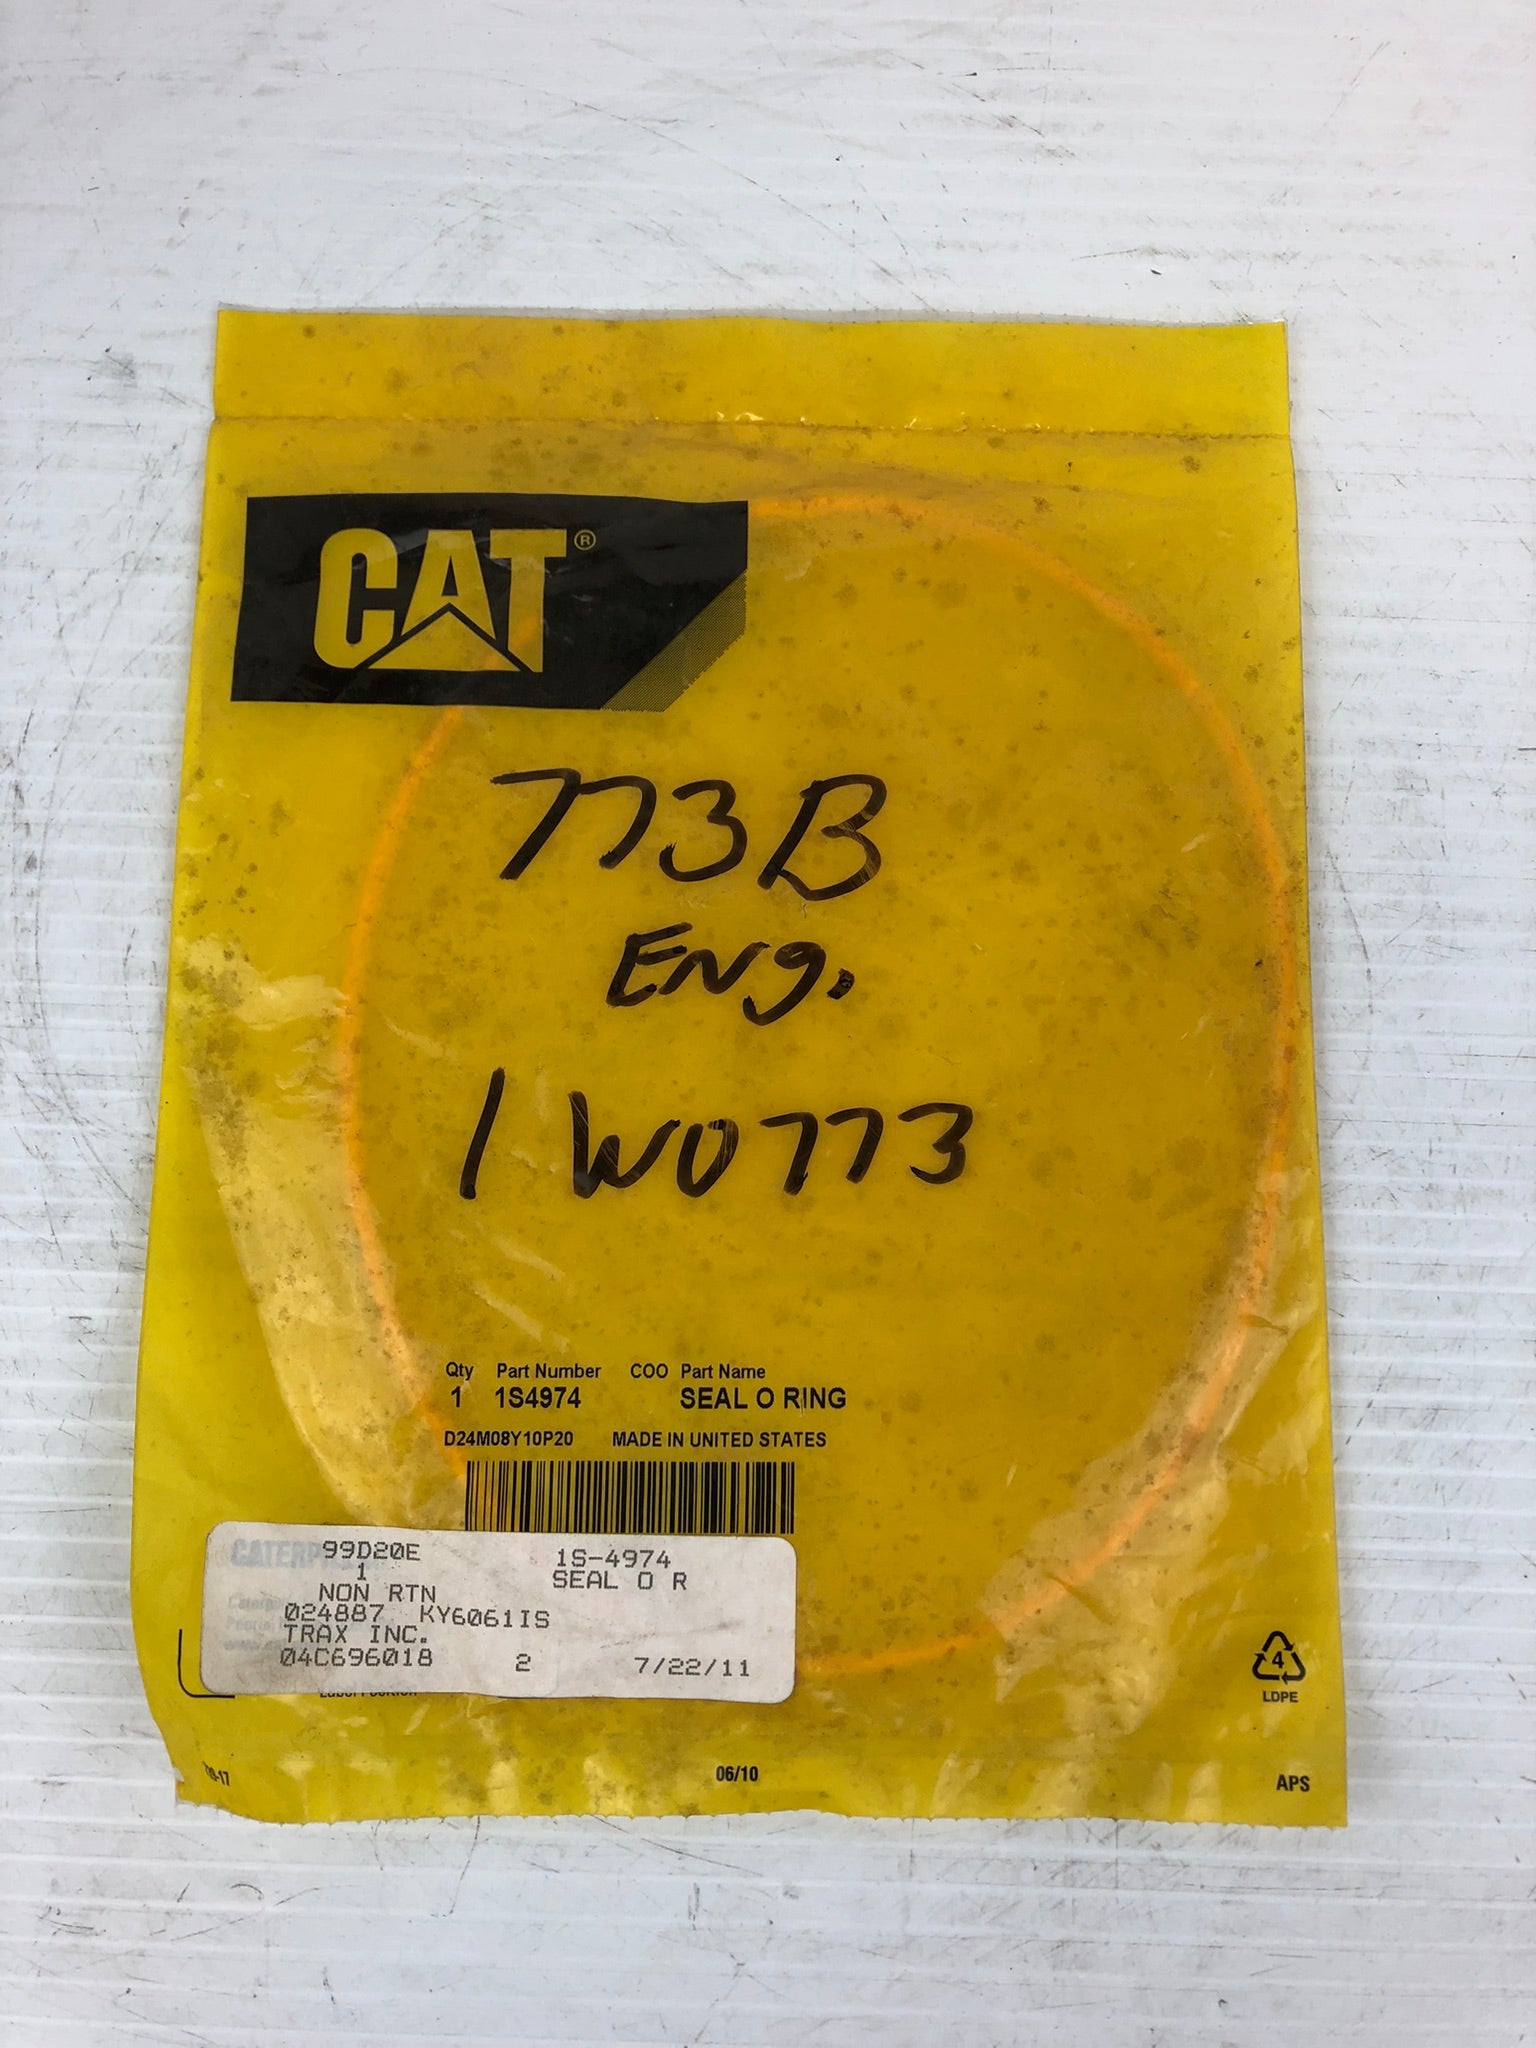 CAT®
773B
Eng.
1W0773
Qty Part Number COO Part Name
1 1S4974 SEAL O RING
D24M08Y10P20 MADE IN UNITED STATES
99D20E 1S-4974
1 SEAL O R
NON RTN
024887 KY6061IS
TRAX INC.
04C696018 2 7/22/11
4
LDPE
06/10
APS